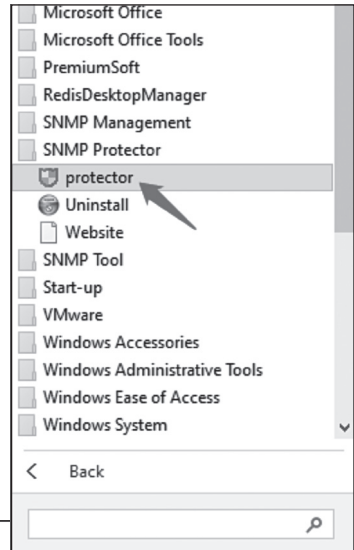 Microsoft Office
Microsoft Office Tools
PremiumSoft
RedisDesktopManager
SNMP Management
SNMP Protector
protector
Uninstall
Website
SNMP Tool
Start-up
VMware
Windows Accessories
Windows Administrative Tools
Windows Ease of Access
Windows System
Back